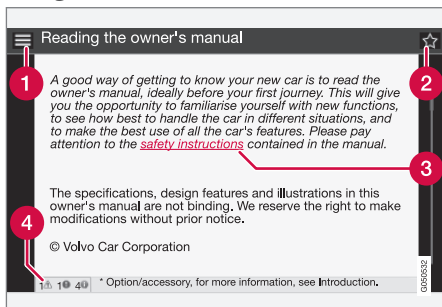 Reading the owner's manual
1
2
A good way of getting to know your new car is to read the
owner's manual, ideally before your first journey. This will give
you the opportunity to familiarise yourself with new functions,
to see how best to handle the car in different situations, and
to make the best use of all the car's features. Please pay
attention to the safety instructions contained in the manual.
3
The specifications, design features and illustrations in this
owner's manual are not binding. We reserve the right to make
modifications without prior notice.
4
© Volvo Car Corporation
1 1 4 * Option/accessory, for more information, see Introduction.
G050532